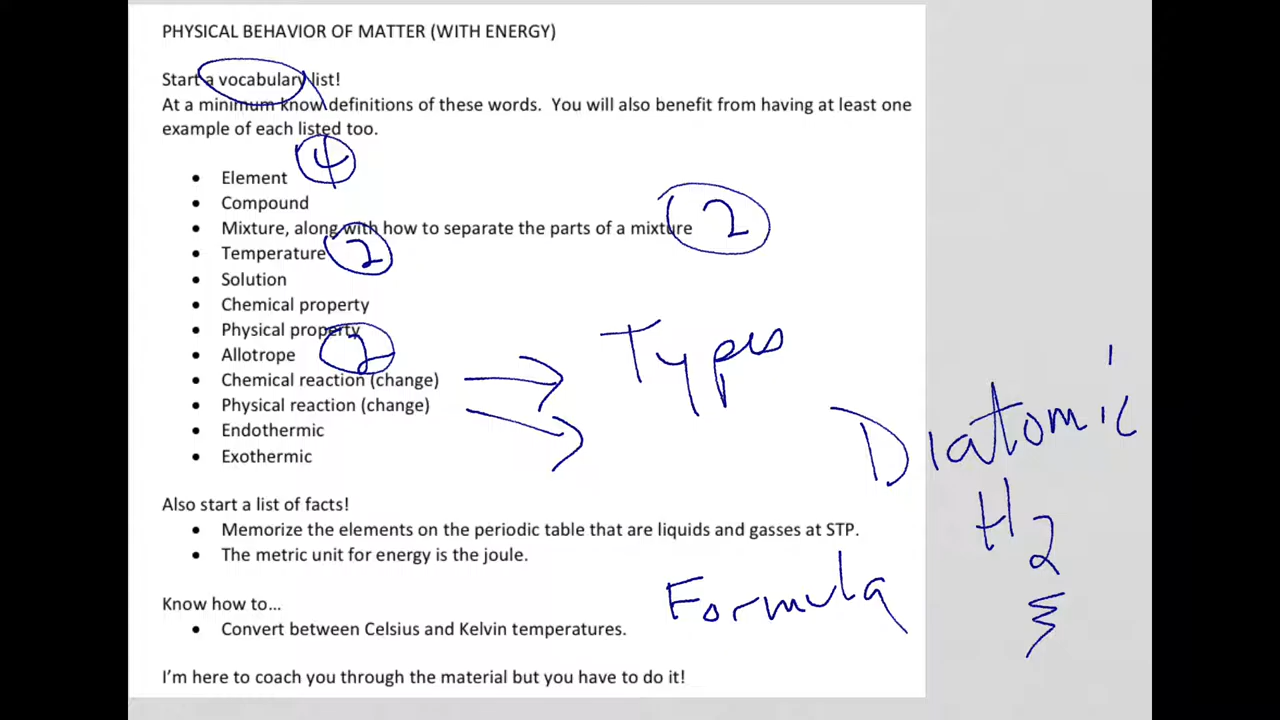 PHYSICAL BEHAVIOR OF MATTER (WITH ENERGY)
Start a vocabulary list!
At a minimum know definitions of these words. You will also benefit from having at least one
example of each listed too.
• Element 4
• Compound
• Mixture, along with how to separate the parts of a mixture 2
• Temperature 2
• Solution
• Chemical property
• Physical property
• Allotrope 2
• Chemical reaction (change)
Types
• Physical reaction (change)
Diatomic
• Endothermic
• Exothermic
H2
Also start a list of facts!
• Memorize the elements on the periodic table that are liquids and gasses at STP.
• The metric unit for energy is the joule.
Formula
Know how to...
• Convert between Celsius and Kelvin temperatures.
I'm here to coach you through the material but you have to do it!